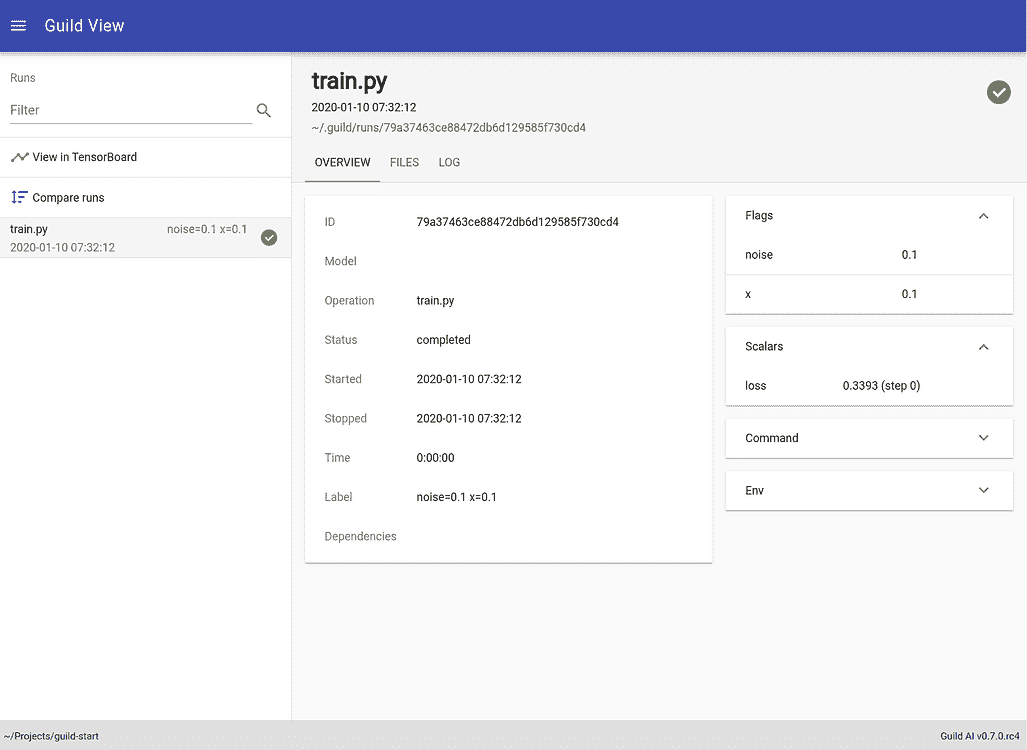 Guild View
Runs
Filter
View in TensorBoard
Compare runs
train.py noise=0.1 x=0.1
2020-01-10 07:32:12
train.py
2020-01-10 07:32:12
~/.guild/runs/79a37463ce88472db6d129585f730cd4
OVERVIEW FILES LOG
ID 79a37463ce88472db6d129585f730cd4
Model
Operation train.py
Status completed
Started 2020-01-10 07:32:12
Stopped 2020-01-10 07:32:12
Time 0:00:00
Label noise=0.1 x=0.1
Dependencies
Flags
noise 0.1
x 0.1
Scalars
loss 0.3393 (step 0)
Command
Env
~/Projects/guild-start
Guild AI v0.7.0.rc4